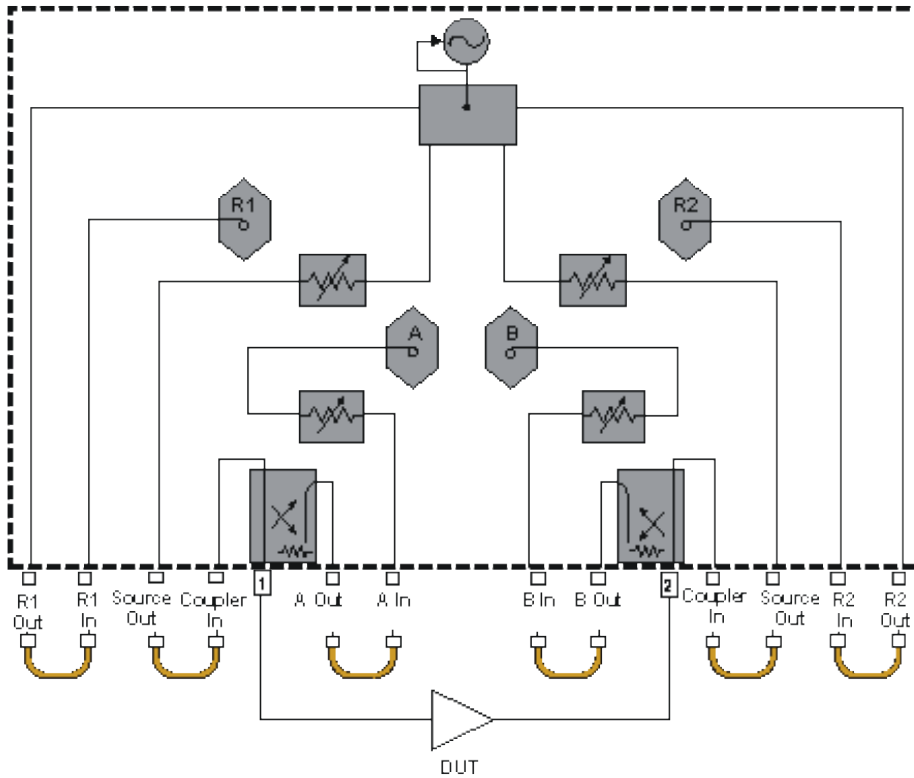 R1
R2
A
B
1
2
R1 Out
R1 In
Source Out
Coupler In
A Out
A In
B In
B Out
Coupler In
Source Out
R2 In
R2 Out
DUT